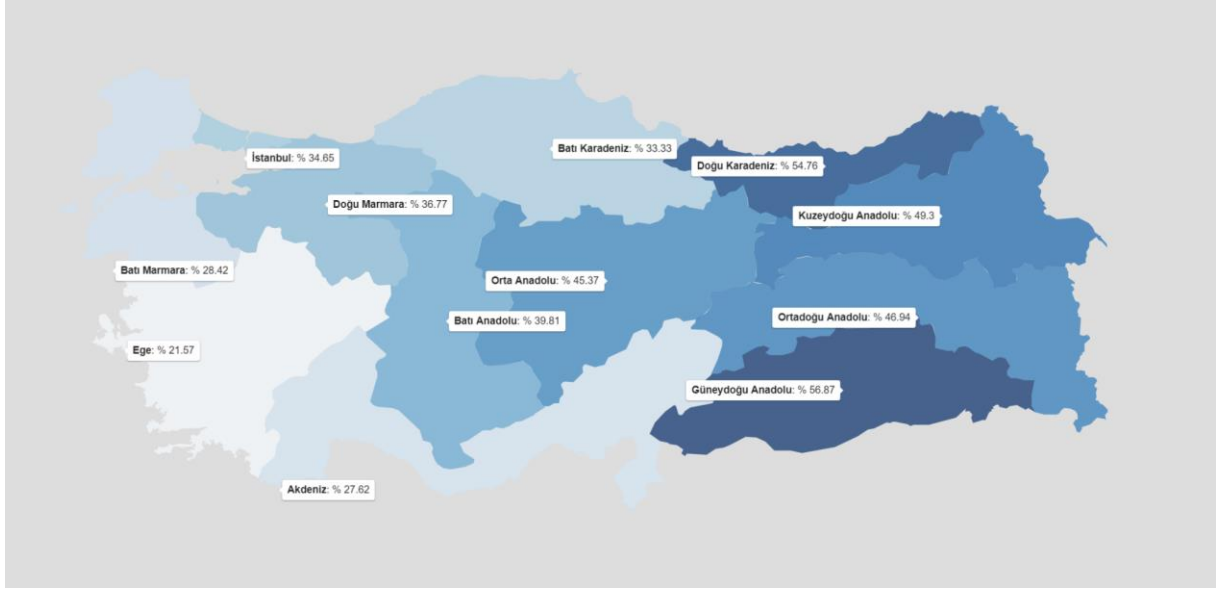 Batı Karadeniz: % 33.33
İstanbul: % 34.65
Doğu Karadeniz: % 54.76
Doğu Marmara: % 36.77
Kuzeydoğu Anadolu: % 49.3
Batı Marmara: % 28.42
Orta Anadolu: % 45.37
Ortadoğu Anadolu: % 46.94
Batı Anadolu: % 39.81
Ege: % 21.57
Güneydoğu Anadolu: % 56.87
Akdeniz: % 27.62